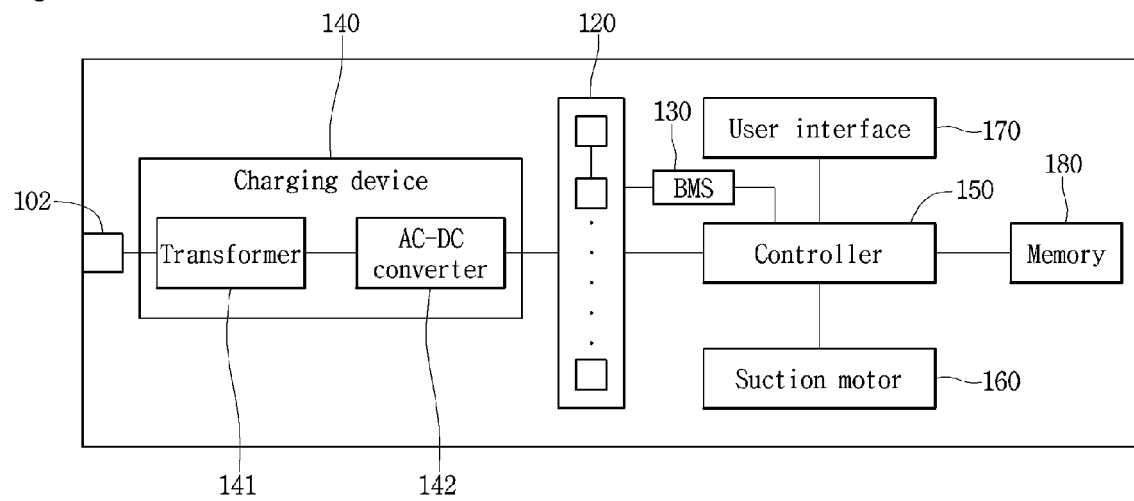 140
120
130
User interface
170
Charging device
180
102
BMS
150
Transformer
AC-DC
converter
Controller
Memory
Suction motor
160
141
142